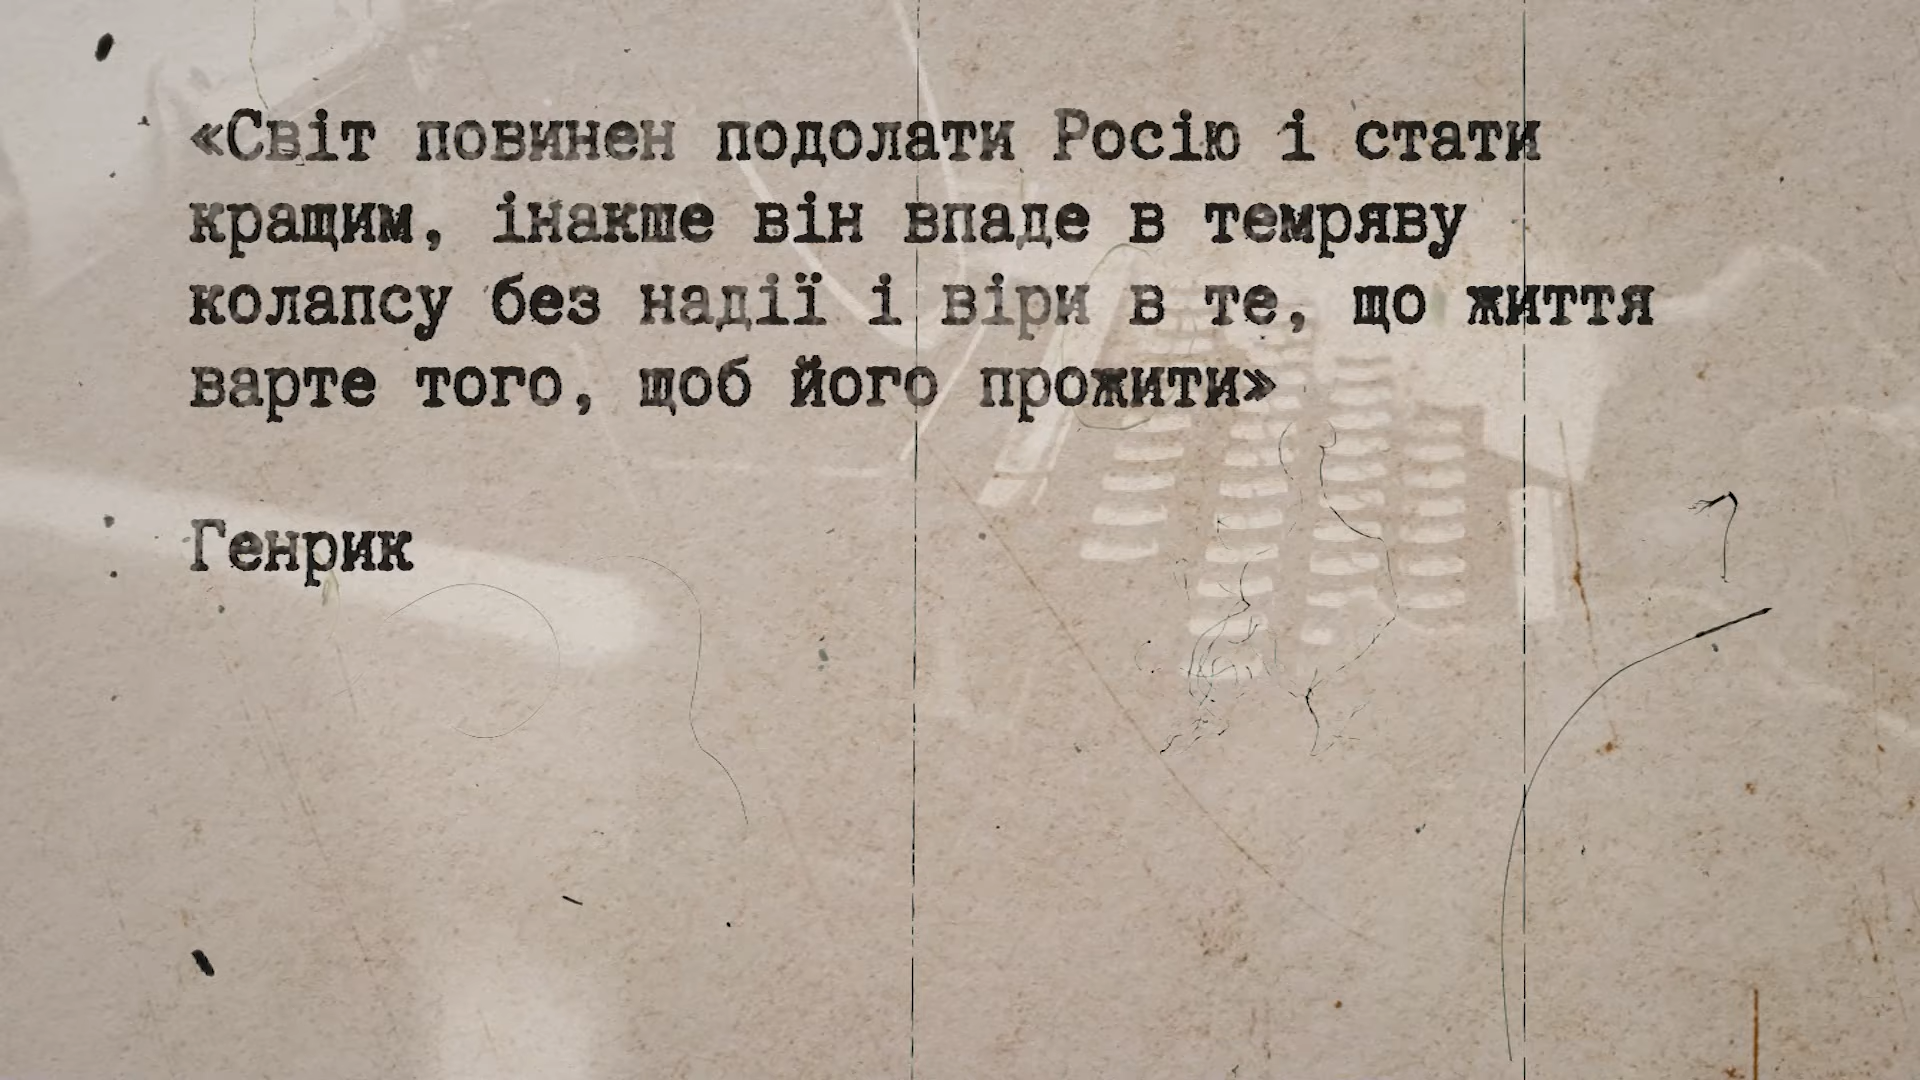 «Світ повинен подолати Росію і стати
кращим, інакше він впаде в темряву
колапсу без надії і віри в те, що життя
варте того, щоб його прожити»
Генрик